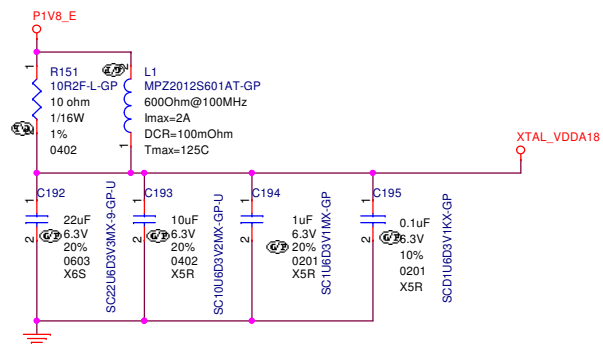 P1V8_E
1
R151
10R2F-L-GP
10 ohm
1/16W
1%
0402
2
L1
MPZ2012S601AT-GP
600Ohm@100MHz
Imax=2A
DCR=100mOhm
Tmax=125C
1
XTAL_VDDA18
C192
1
2
22uF
6.3V
20%
0603
X6S
SC22U6D3V3MX-9-GP-U
C193
1
2
10uF
6.3V
20%
0402
X5R
SC10U6D3V2MX-GP-U
C194
1
2
1uF
6.3V
20%
0201
X5R
SC1U6D3V1MX-GP
C195
1
2
0.1uF
6.3V
10%
0201
X5R
SCD1U6D3V1KX-GP